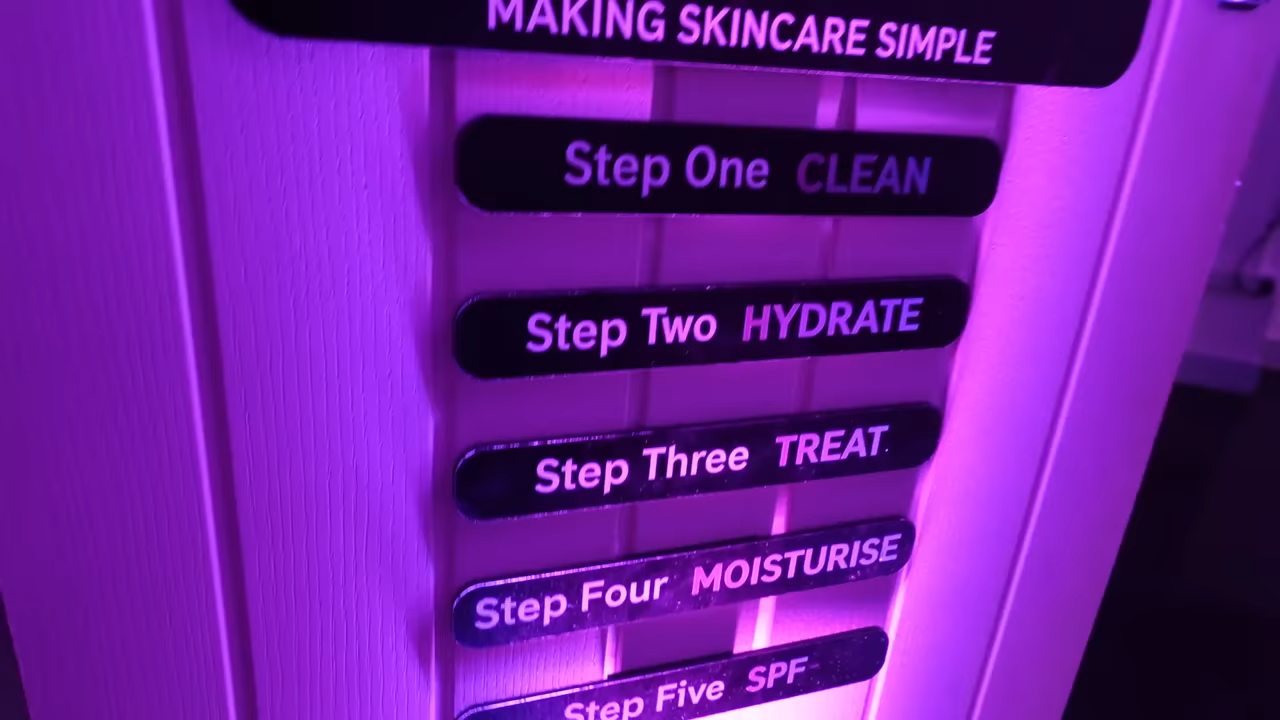 MAKING SKINCARE SIMPLE
Step One CLEAN
Step Two HYDRATE
Step Three TREAT
Step Four MOISTURISE
Step Five SPF